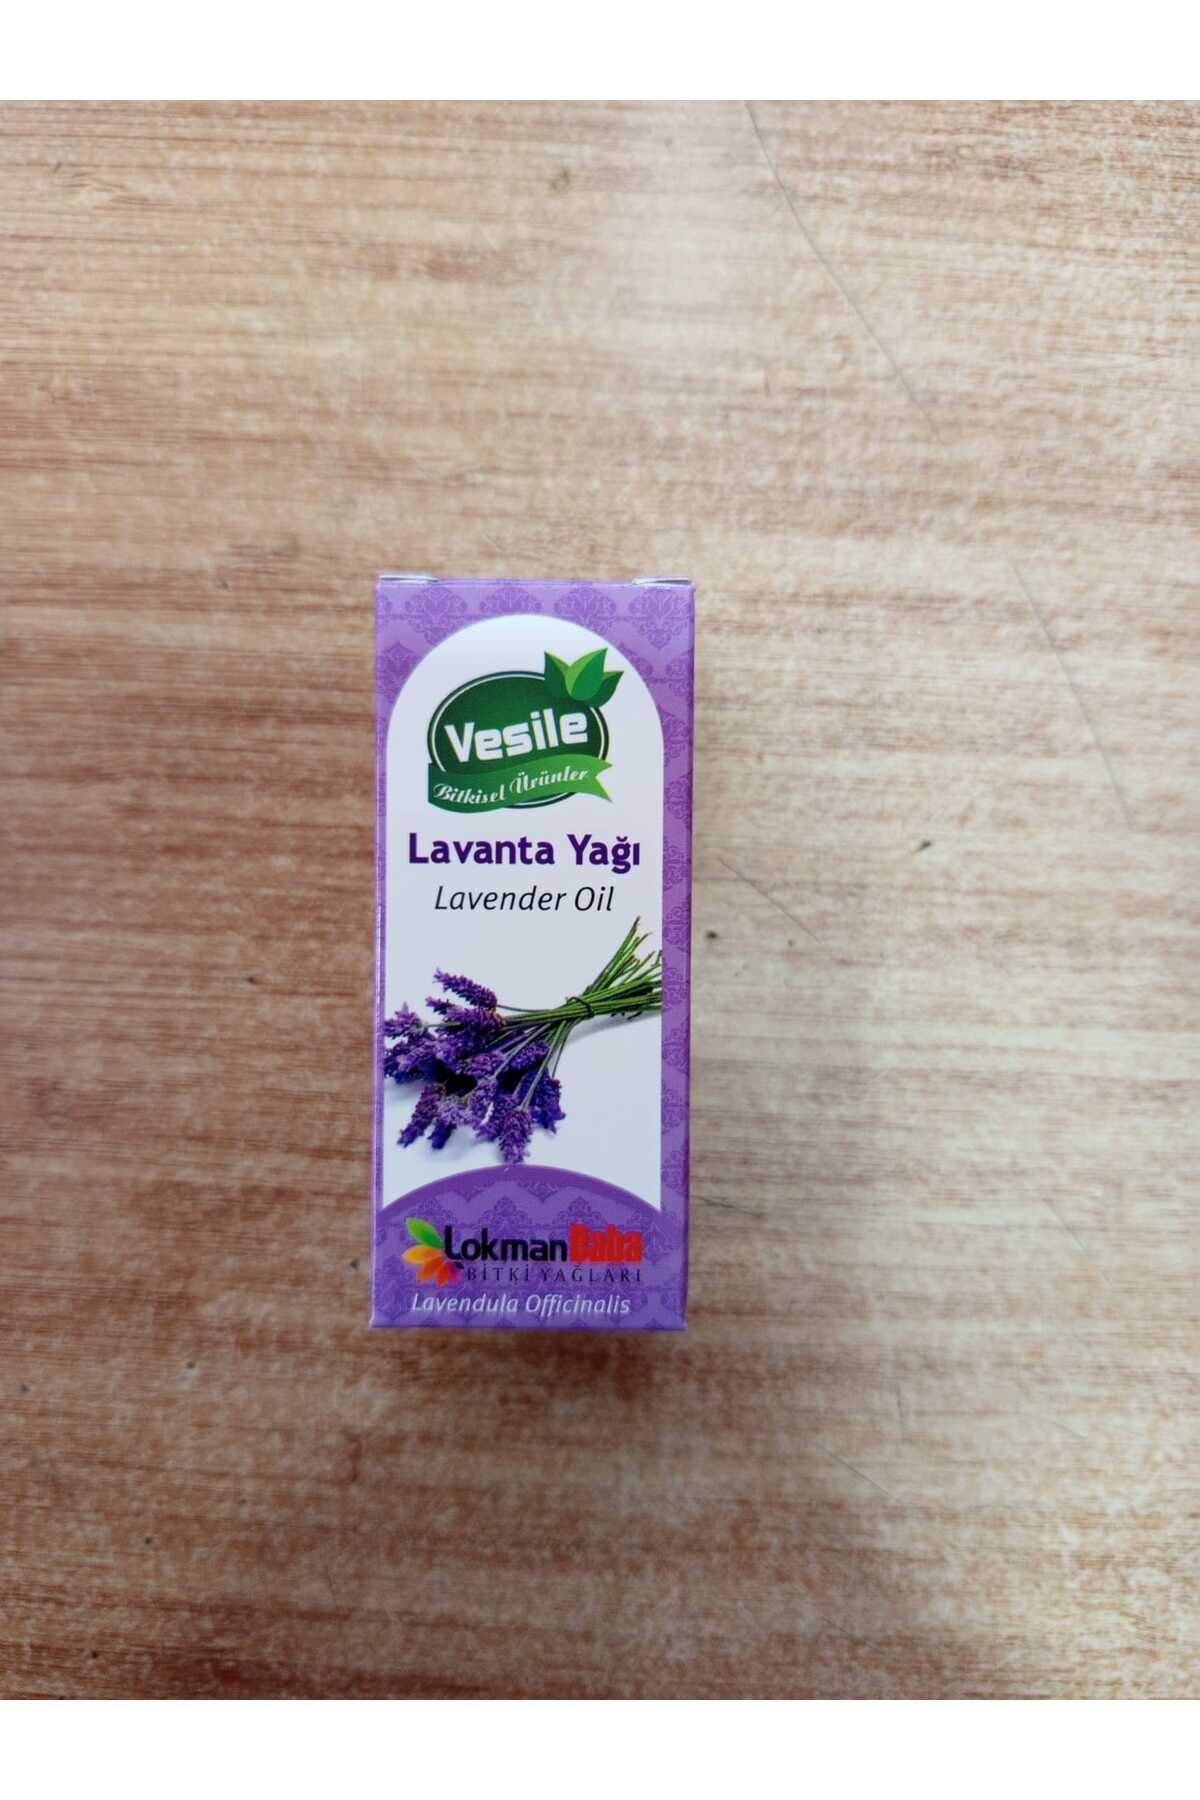 Vesile
Bitkisel Ürünler
Lavanta Yağı
Lavender Oil
LokmanBaba
BİTKİ YAĞLARI
Lavendula Officinalis